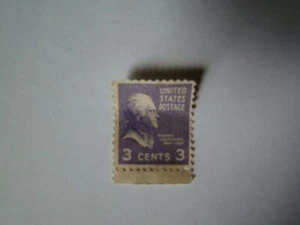 UNITED
STATES
POSTAGE
3 CENTS 3